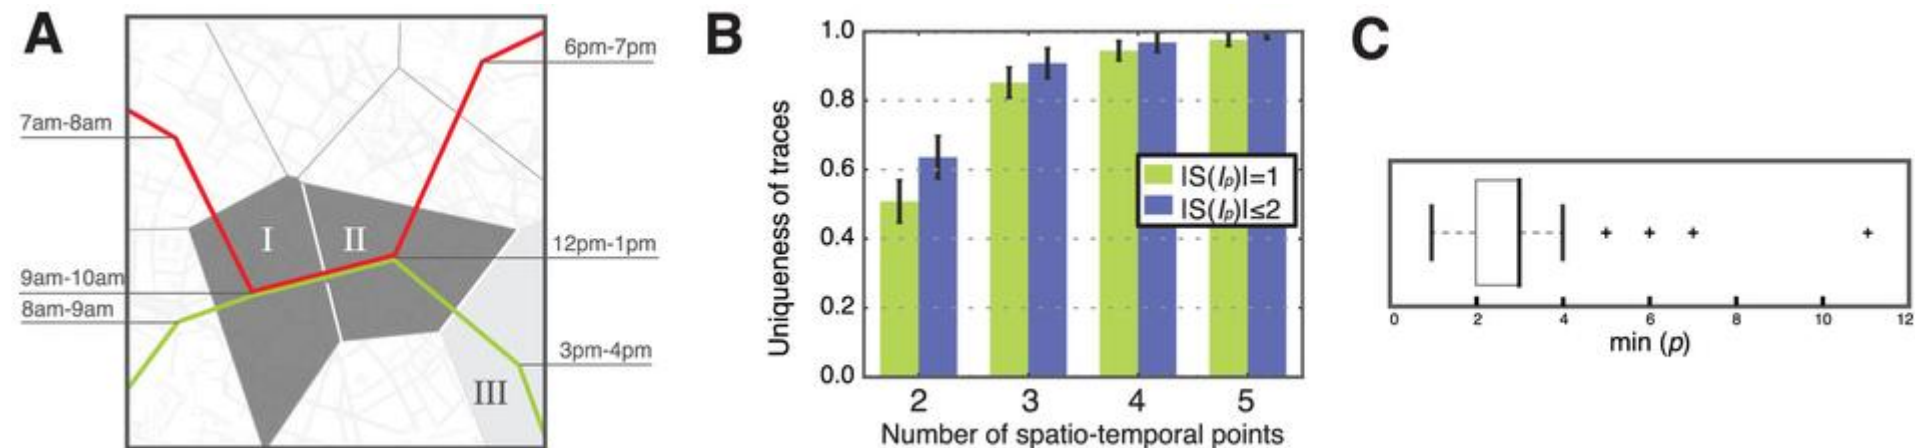 A
6pm-7pm
7am-8am
I
II
12pm-1pm
9am-10am
8am-9am
3pm-4pm
III
B
Uniqueness of traces
1.0
0.8
0.6
0.4
0.2
0.0
|S(Ip)|=1
|S(Ip)|≤2
2 3 4 5
Number of spatio-temporal points
C
0 2 4 6 8 10 12
min (p)